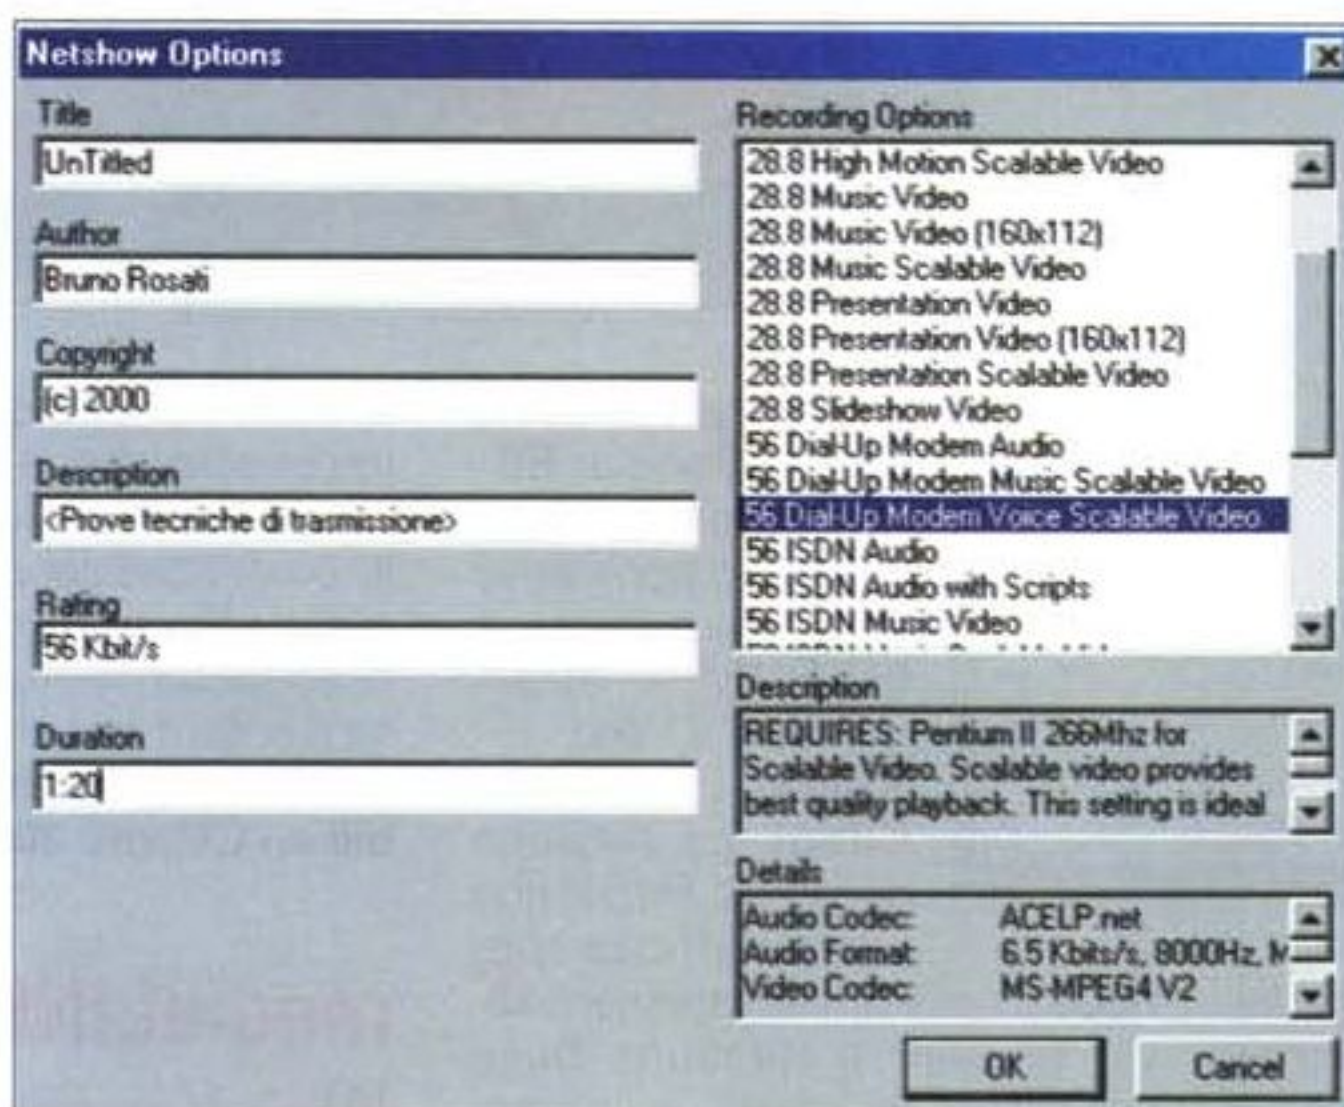 Netshow Options
Title
UnTitled
Author
Bruno Rosati
Copyright
(c) 2000
Description
<Prove tecniche di trasmissione>
Rating
56 Kbit/s
Duration
1:20
Recording Options
28.8 High Motion Scalable Video
28.8 Music Video
28.8 Music Video (160x112)
28.8 Music Scalable Video
28.8 Presentation Video
28.8 Presentation Video (160x112)
28.8 Presentation Scalable Video
28.8 Slideshow Video
56 Dial-Up Modem Audio
56 Dial-Up Modem Music Scalable Video
56 Dial-Up Modem Voice Scalable Video
56 ISDN Audio
56 ISDN Audio with Scripts
56 ISDN Music Video
Description
REQUIRES: Pentium II 266Mhz for
Scalable Video. Scalable video provides
best quality playback. This setting is ideal
Details
Audio Codec: ACELP.net
Audio Format: 6.5 Kbits/s, 8000Hz, M
Video Codec: MS-MPEG4 V2
OK
Cancel